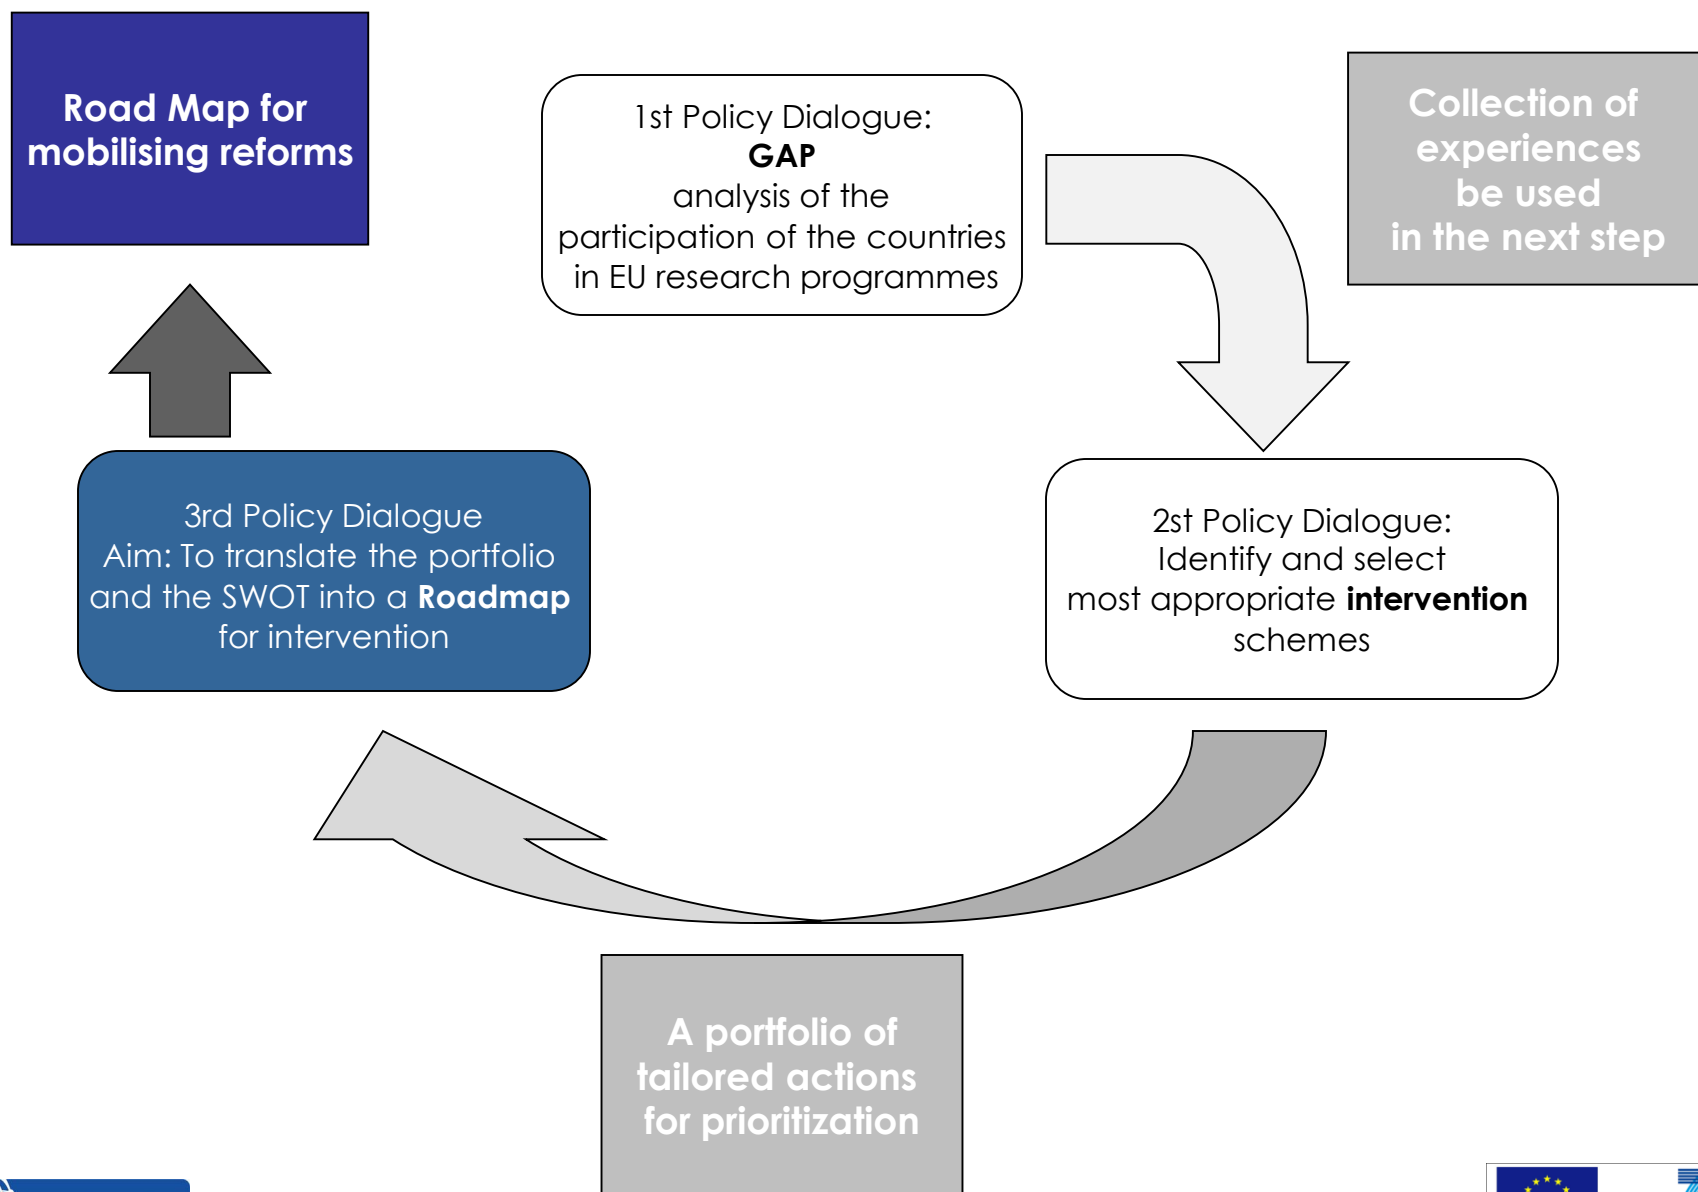 Road Map for
mobilising reforms
1st Policy Dialogue:
GAP
analysis of the
participation of the countries
in EU research programmes
Collection of
experiences
be used
in the next step
3rd Policy Dialogue
Aim: To translate the portfolio
and the SWOT into a Roadmap
for intervention
2st Policy Dialogue:
Identify and select
most appropriate intervention
schemes
A portfolio of
tailored actions
for prioritization